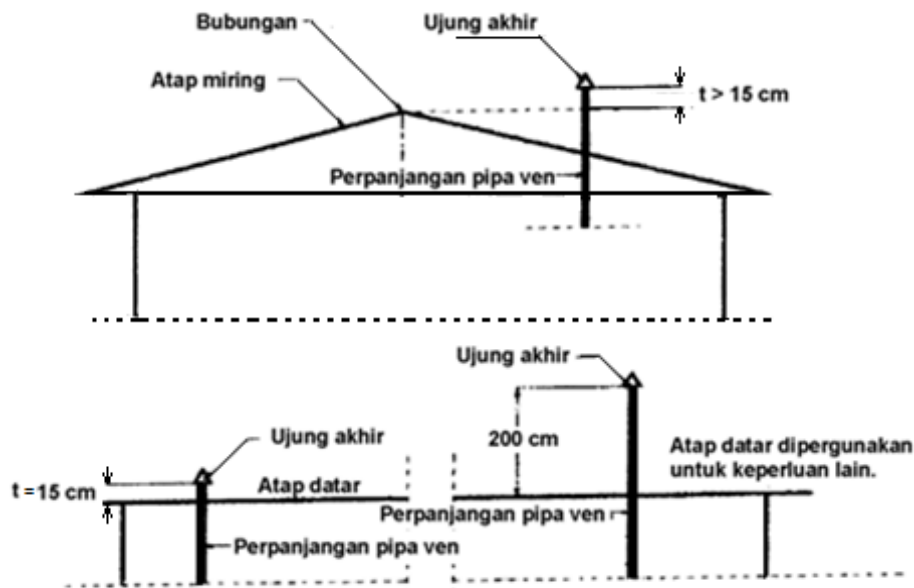 Bubungan
Ujung akhir
Atap miring
t > 15 cm
Perpanjangan pipa ven
Ujung akhir
Ujung akhir
200 cm
Atap datar dipergunakan
untuk keperluan lain.
t = 15 cm
Atap datar
Perpanjangan pipa ven
Perpanjangan pipa ven